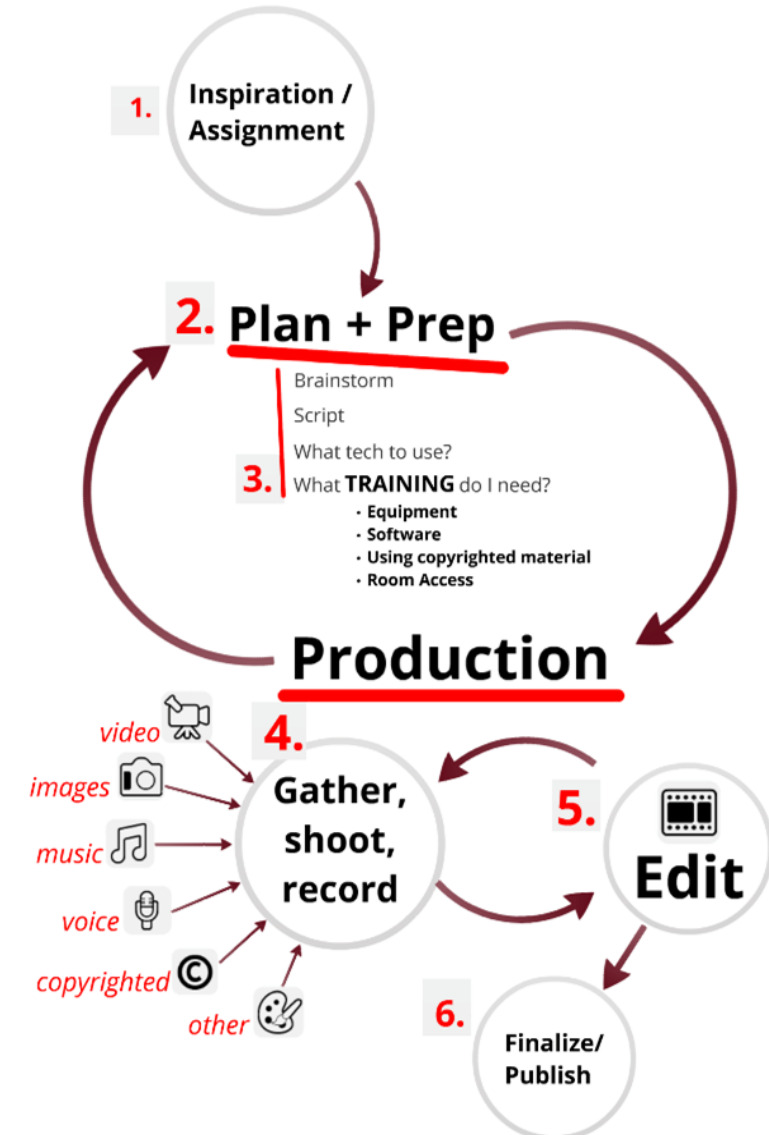 1.
Inspiration /
Assignment
2.
Plan + Prep
Brainstorm
Script
What tech to use?
3.
What TRAINING do I need?
· Equipment
· Software
· Using copyrighted material
· Room Access
Production
video
images
music
voice
©
copyrighted
other
4.
Gather,
shoot,
record
5.
Edit
6.
Finalize/
Publish